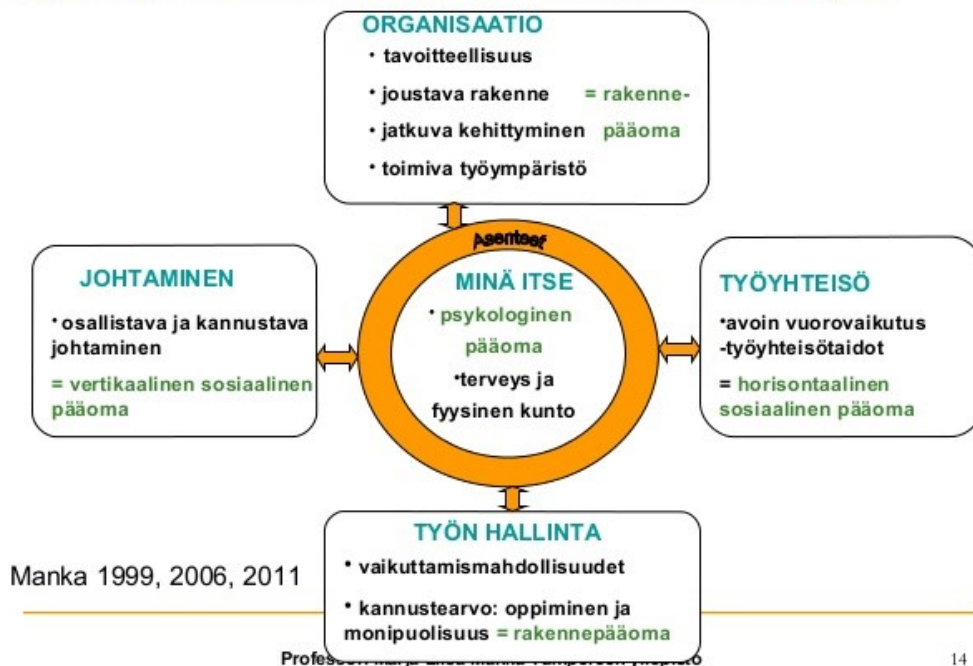 ORGANISAATIO
• tavoitteellisuus
• joustava rakenne = rakenne-
• jatkuva kehittyminen pääoma
• toimiva työympäristö
Asenteet
JOHTAMINEN
• osallistava ja kannustava
johtaminen
= vertikaalinen sosiaalinen
pääoma
MINÄ ITSE
• psykologinen
pääoma
•terveys ja
fyysinen kunto
TYÖYHTEISÖ
•avoin vuorovaikutus
-työyhteisötaidot
= horisontaalinen
sosiaalinen pääoma
TYÖN HALLINTA
• vaikuttamismahdollisuudet
• kannustearvo: oppiminen ja
monipuolisuus = rakennepääoma
Manka 1999, 2006, 2011
14